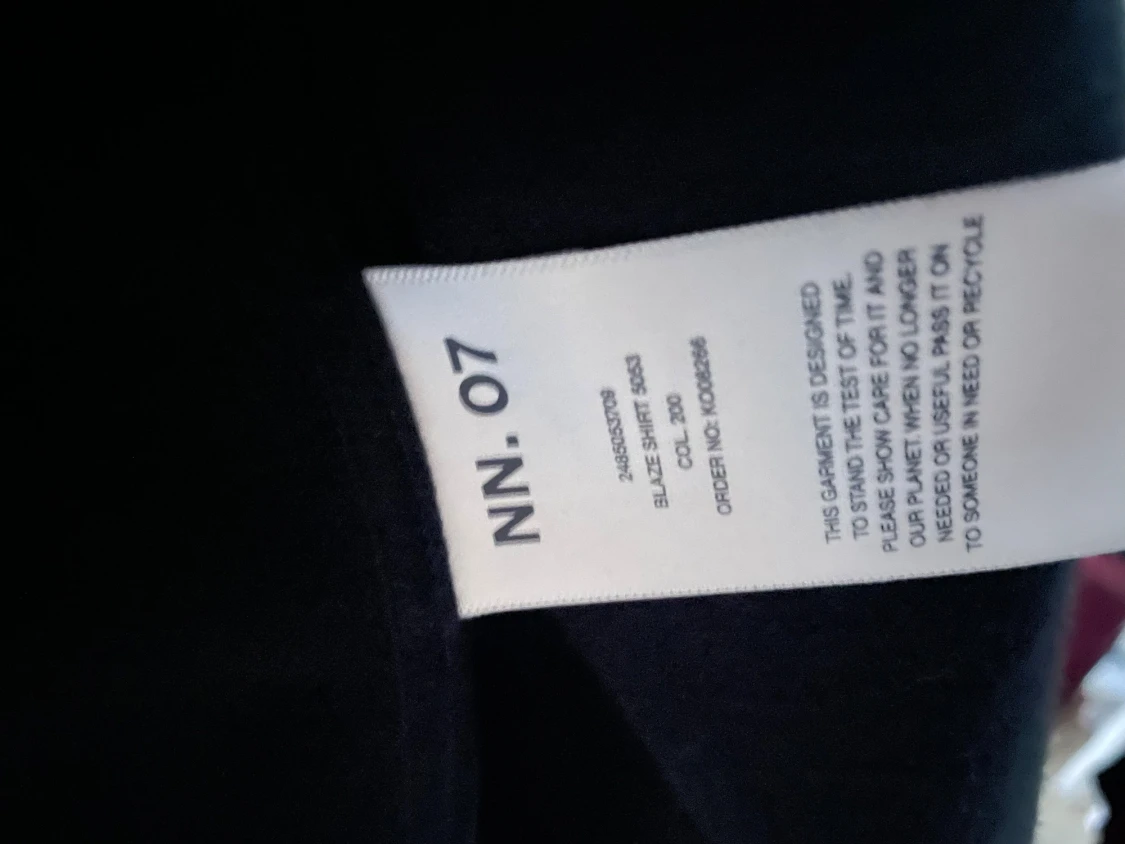 NN. 07
2485053709
BLAZE SHIRT 5053
COL. 200
ORDER NO: KO08266
THIS GARMENT IS DESIGNED
TO STAND THE TEST OF TIME.
PLEASE SHOW CARE FOR IT AND
OUR PLANET. WHEN NO LONGER
NEEDED OR USEFUL PASS IT ON
TO SOMEONE IN NEED OR RECYCLE